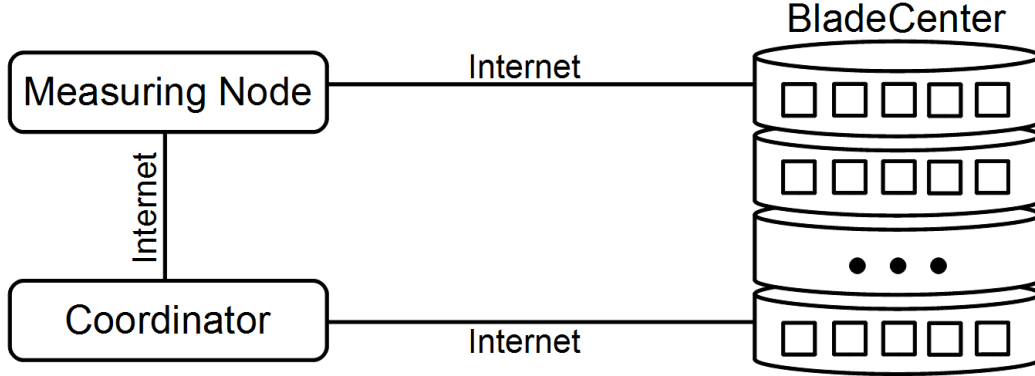 BladeCenter
Internet
Measuring Node
Internet
Coordinator
Internet